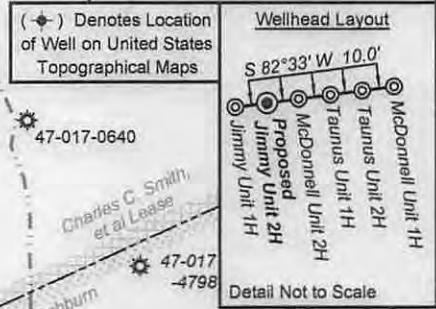 ( ) Denotes Location
of Well on United States
Topographical Maps
47-017-0640
Charles C. Smith,
et al Lease
47-017
-4798
hburn
Wellhead Layout
S 82°33' W 10.0'
Jimmy Unit 1H
Proposed
Jimmy Unit 2H
McDonnell Unit 2H
Taunus Unit 1H
Taunus Unit 2H
McDonnell Unit 1H
Detail Not to Scale